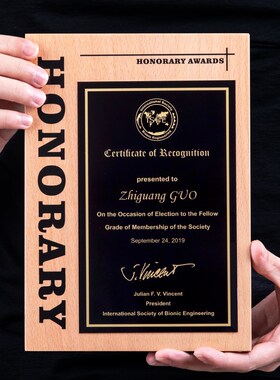 HONORARY AWARDS
HONORARY
Certificate of Recognition
presented to
Zhiguang GUO
On the Occasion of Election to the Fellow
Grade of Membership of the Society
September 24, 2019
J. Vincent
Julian F. V. Vincent
President
International Society of Bionic Engineering